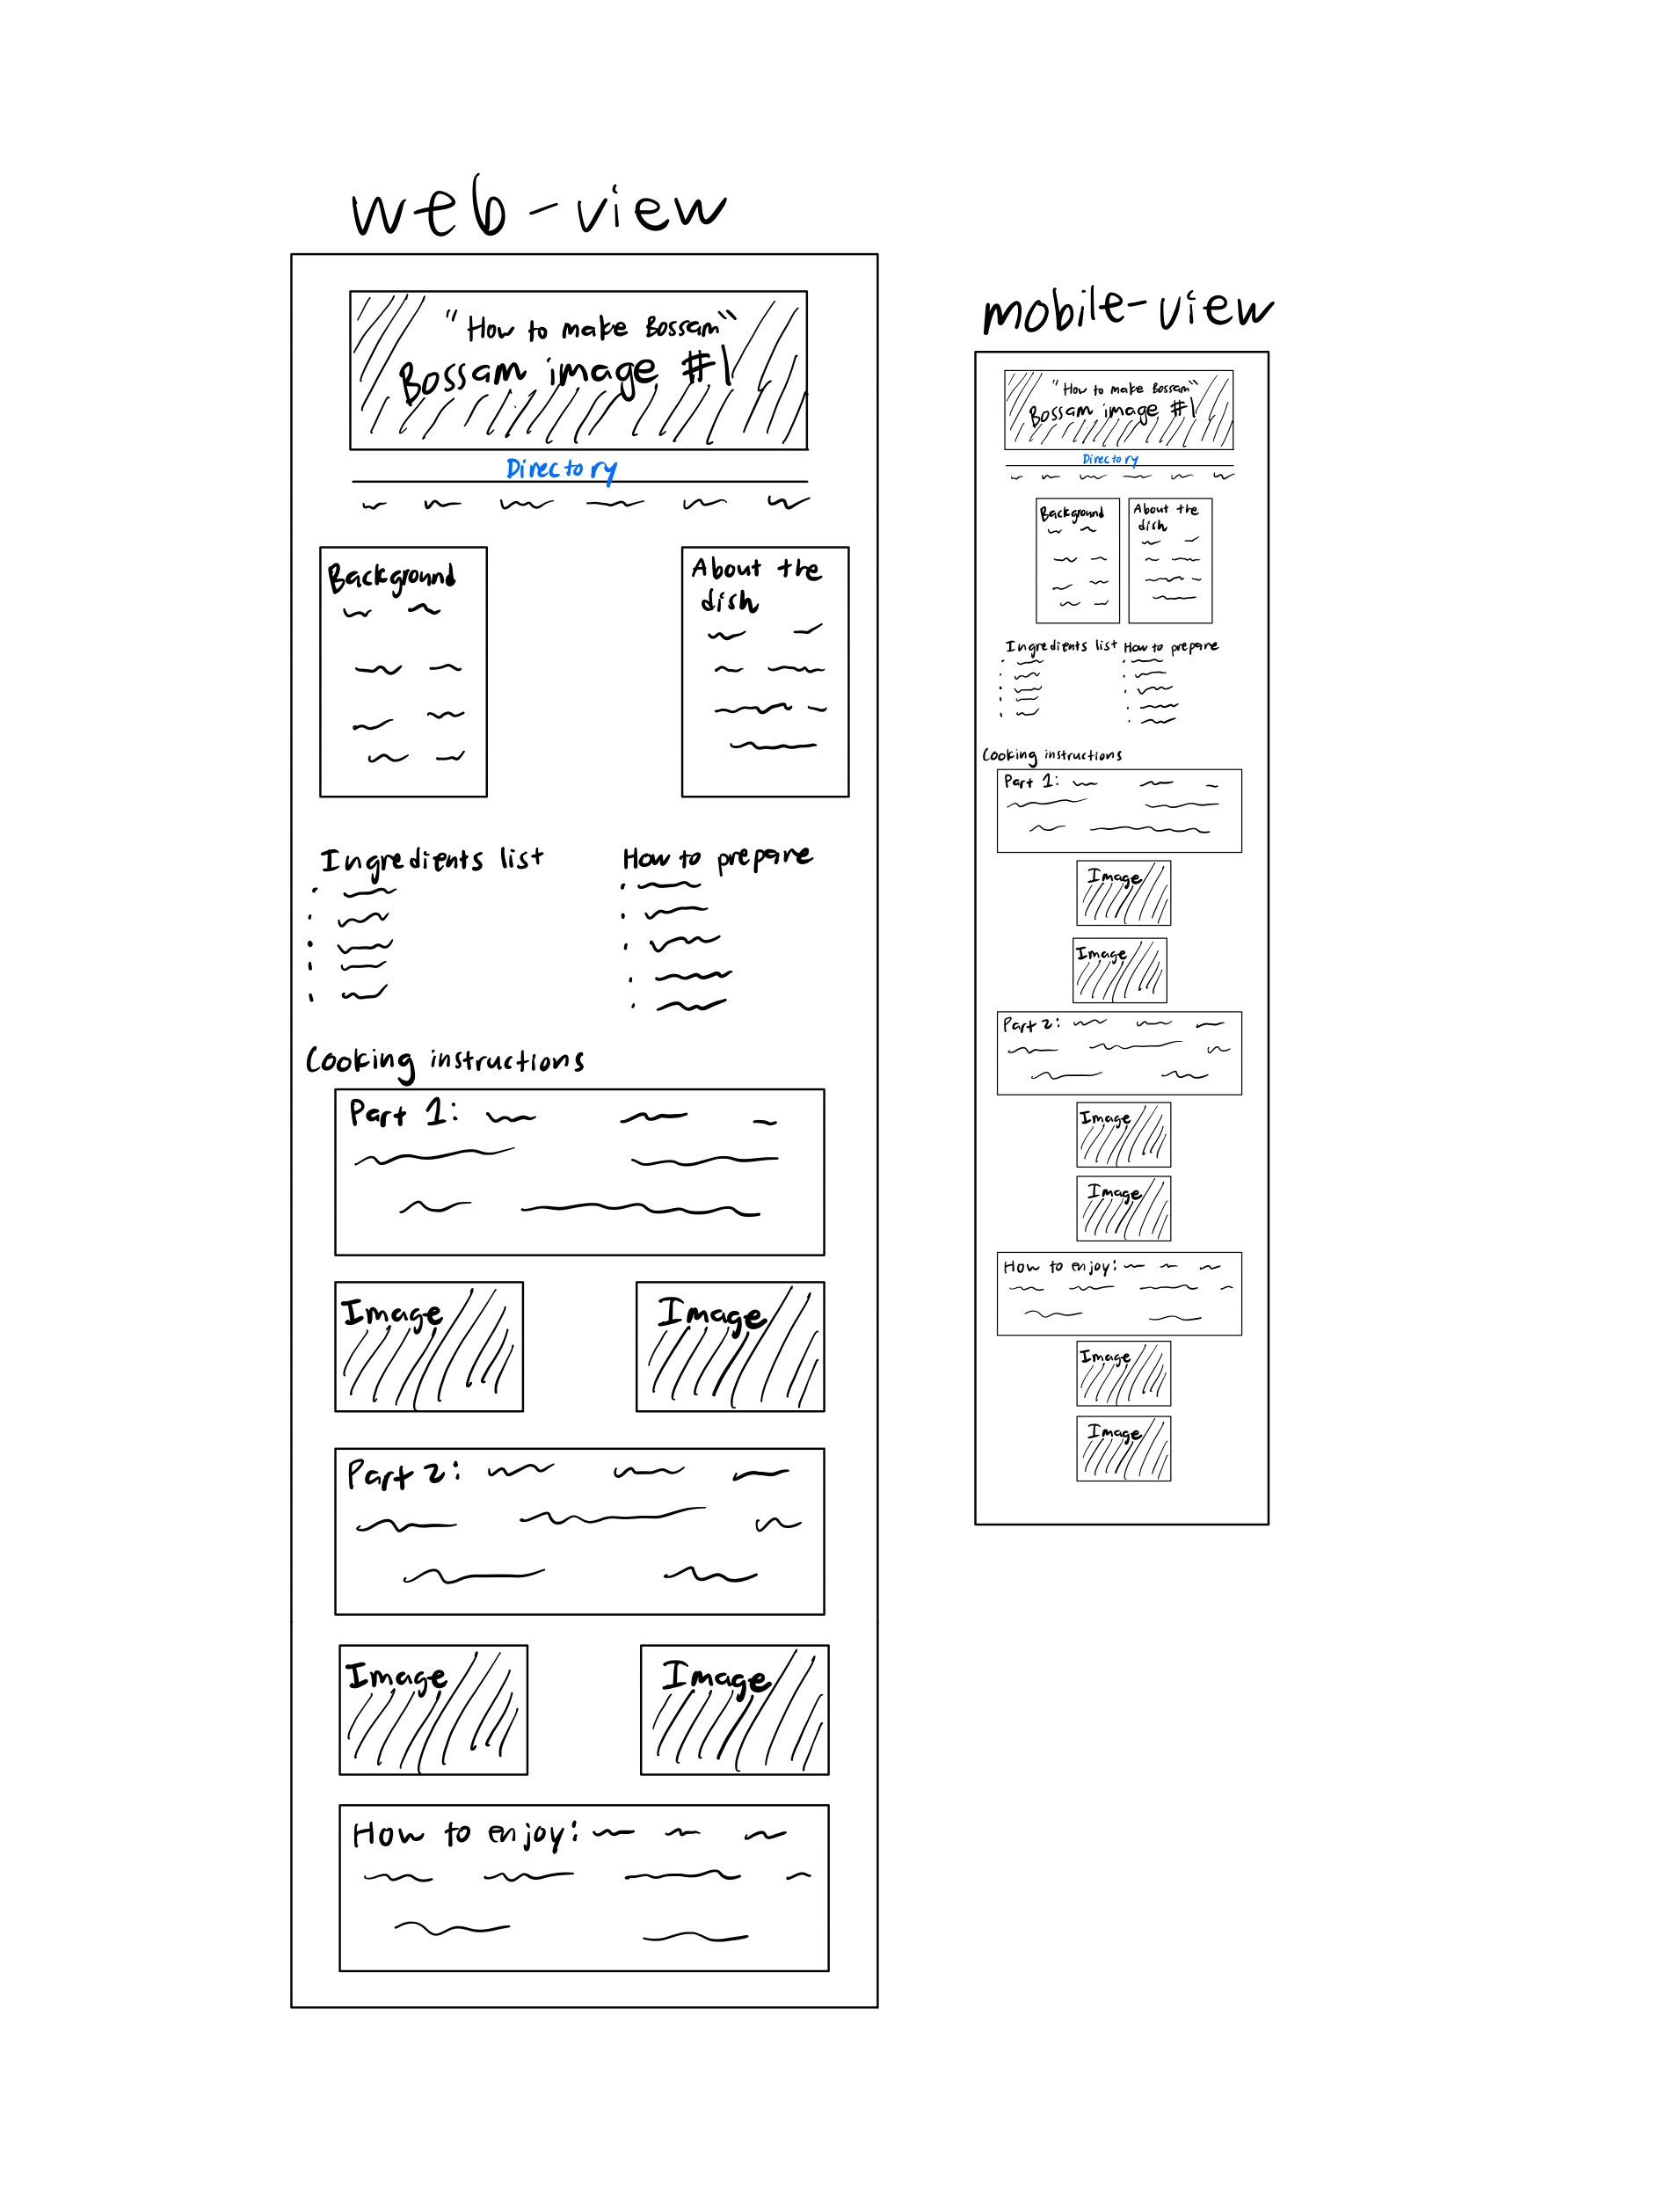 web-view
"How to make Bossam"
Bossam image #1
Directory
Background
About the
dish
Ingredients list
How to prepare
Cooking instructions
Part 1:
Image
Image
Part 2:
Image
Image
How to enjoy:
mobile-view
"How to make Bossam"
Bossam image #1
Directory
Background
About the
dish
Ingredients list
How to prepare
Cooking instructions
Part 1:
Image
Image
Part 2:
Image
Image
How to enjoy:
Image
Image